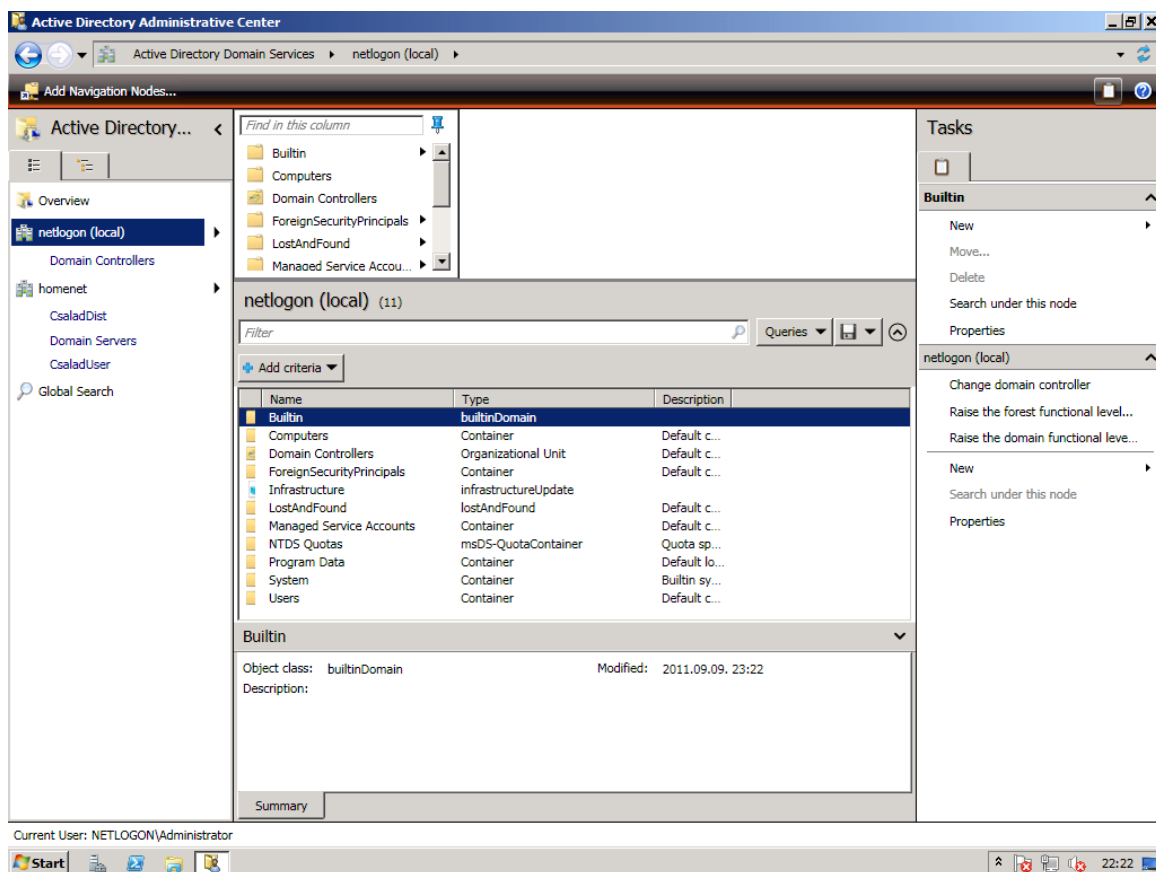 Active Directory Administrative Center
Active Directory Domain Services netlogon (local)
Add Navigation Nodes...
Active Directory...
Overview
netlogon (local)
Domain Controllers
homenet
CsaladDist
Domain Servers
CsaladUser
Global Search
Find in this column
Builtin
Computers
Domain Controllers
ForeignSecurityPrincipals
LostAndFound
Managed Service Accou...
netlogon (local) (11)
Filter
Queries
Add criteria
Name Type Description
Builtin builtinDomain
Computers Container Default c...
Domain Controllers Organizational Unit Default c...
ForeignSecurityPrincipals Container Default c...
Infrastructure infrastructureUpdate
LostAndFound lostAndFound Default c...
Managed Service Accounts Container Default c...
NTDS Quotas msDS-QuotaContainer Quota sp...
Program Data Container Default lo...
System Container Builtin sy...
Users Container Default c...
Builtin
Object class: builtinDomain Modified: 2011.09.09. 23:22
Description:
Summary
Tasks
Builtin
New
Move...
Delete
Search under this node
Properties
netlogon (local)
Change domain controller
Raise the forest functional level...
Raise the domain functional leve...
New
Search under this node
Properties
Current User: NETLOGON\Administrator
Start 22:22